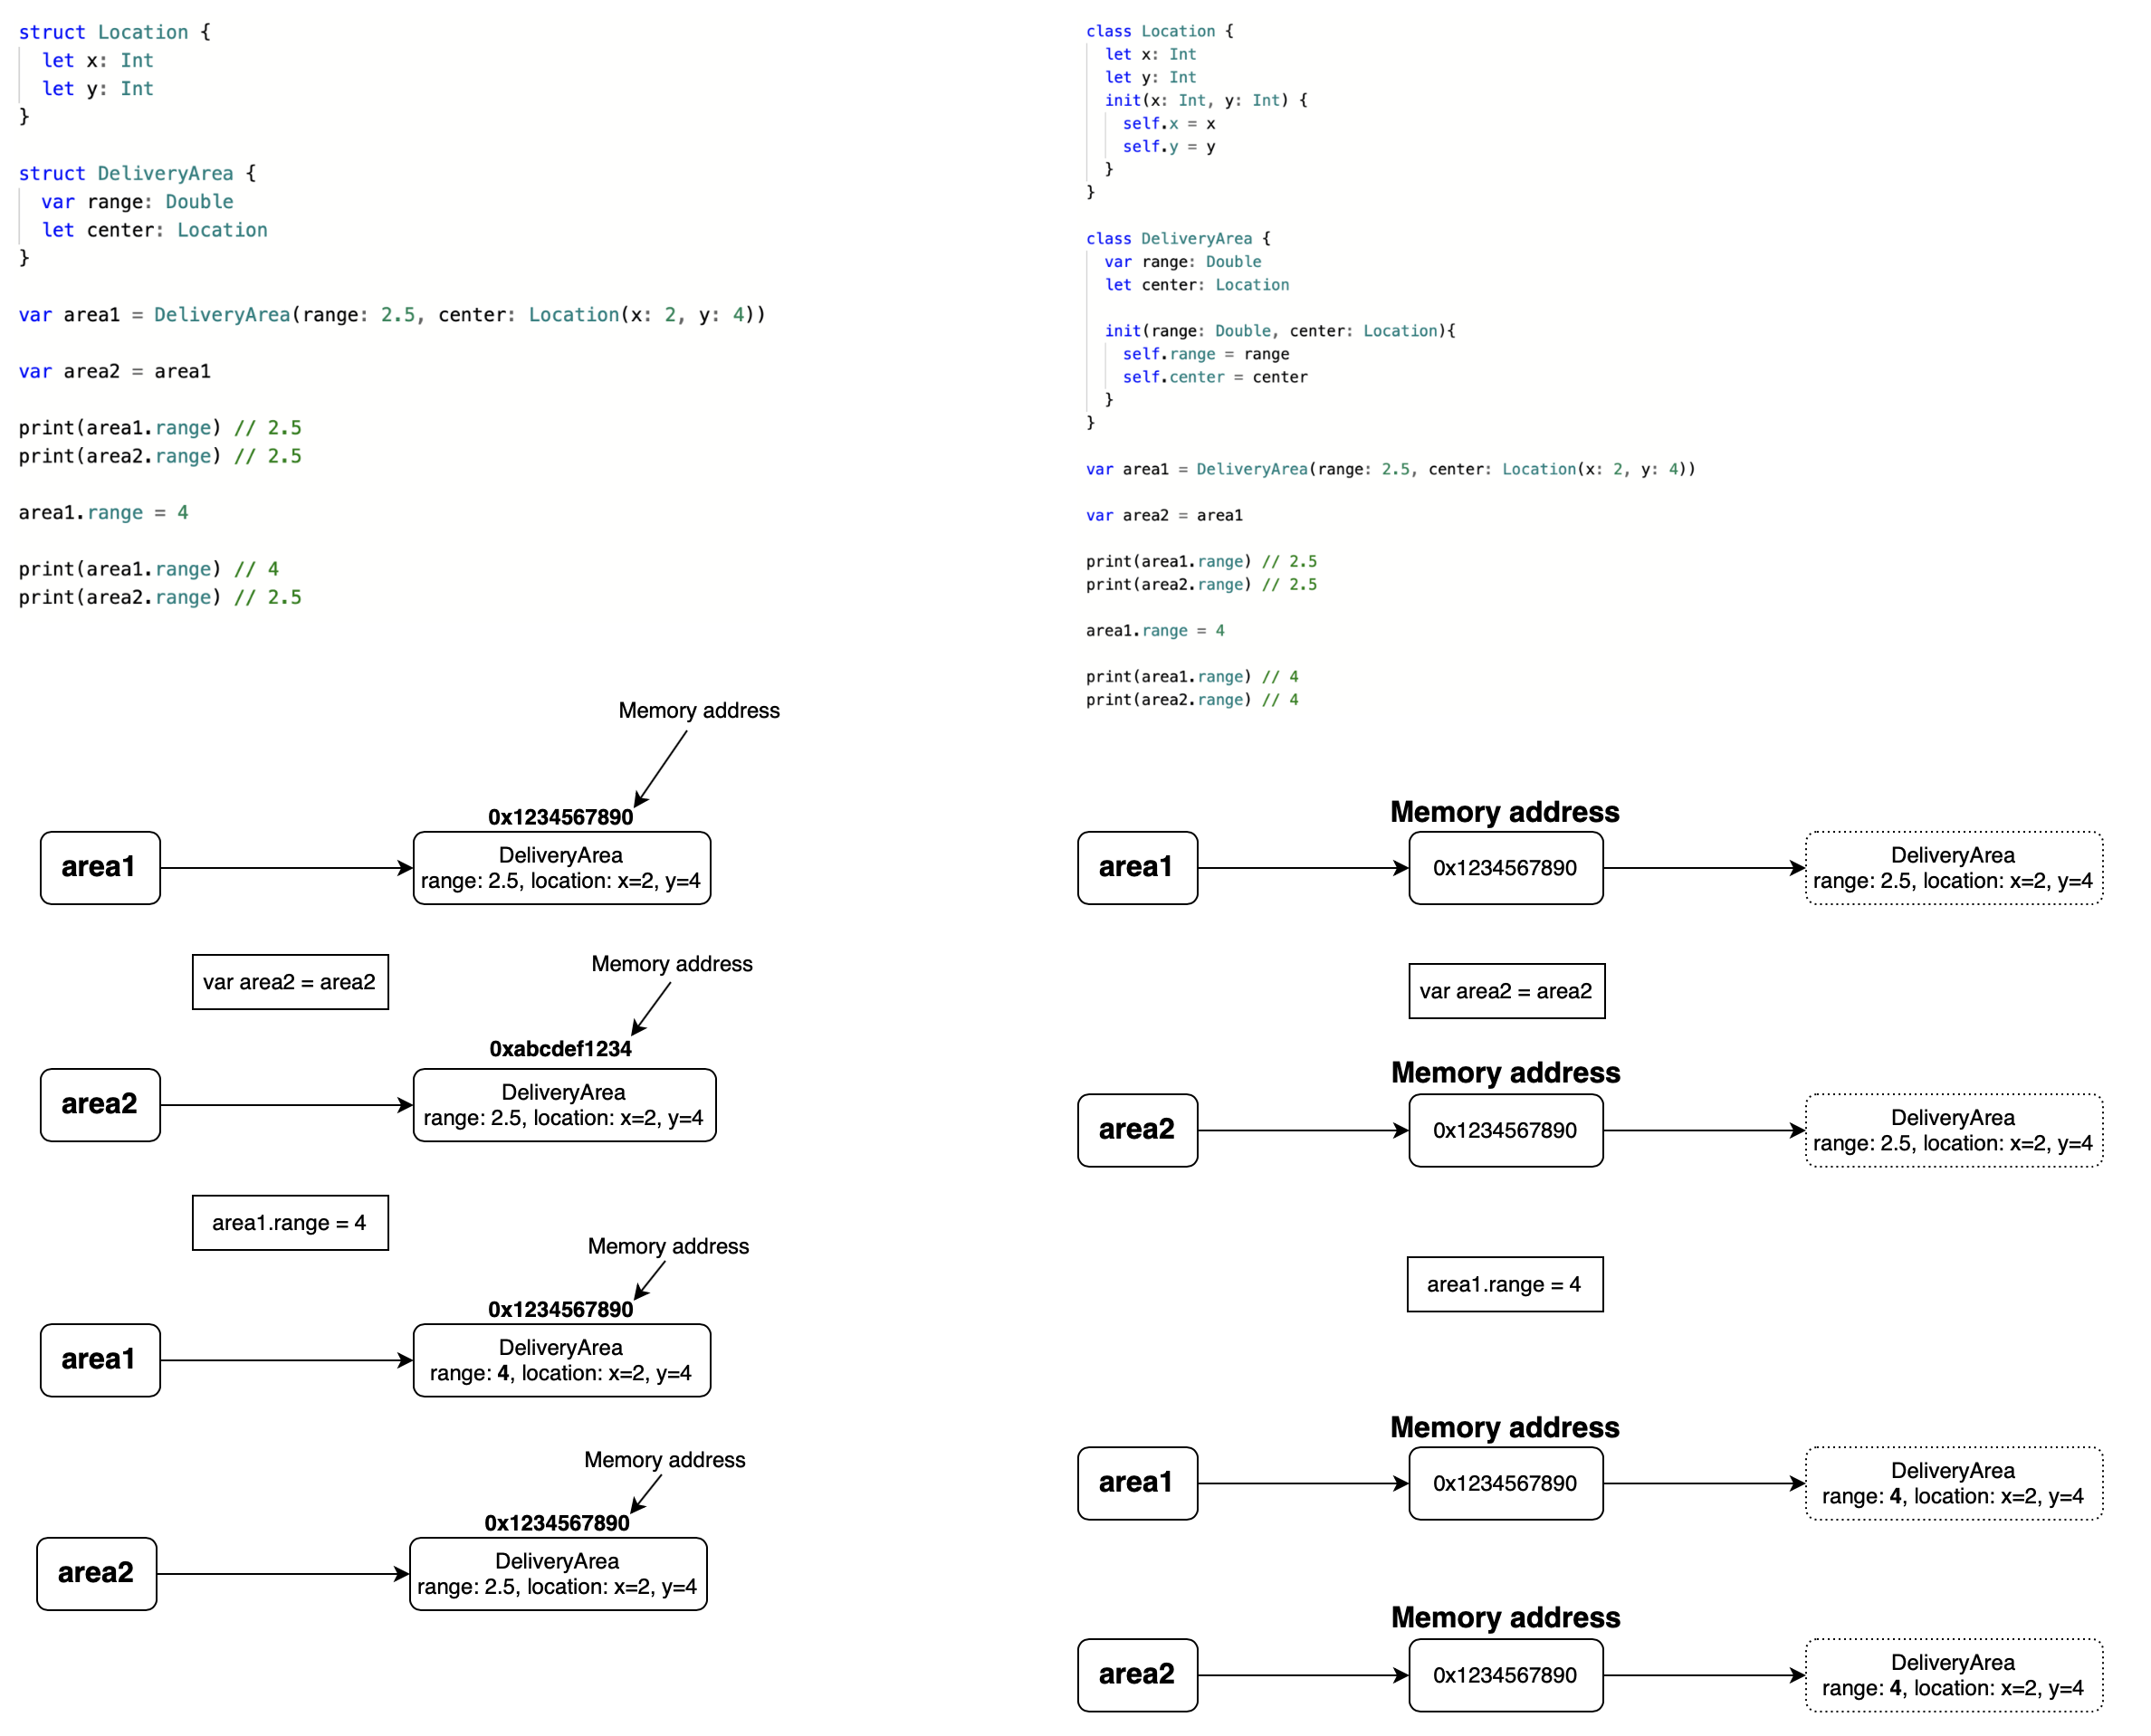 struct Location {
let x: Int
let y: Int
}
struct DeliveryArea {
var range: Double
let center: Location
}
var area1 = DeliveryArea(range: 2.5, center: Location(x: 2, y: 4))
var area2 = area1
print(area1.range) // 2.5
print(area2.range) // 2.5
area1.range = 4
print(area1.range) // 4
print(area2.range) // 2.5
Memory address
0x1234567890
area1
DeliveryArea
range: 2.5, location: x=2, y=4
var area2 = area2
Memory address
0xabcdef1234
area2
DeliveryArea
range: 2.5, location: x=2, y=4
area1.range = 4
Memory address
0x1234567890
area1
DeliveryArea
range: 4, location: x=2, y=4
Memory address
0x1234567890
area2
DeliveryArea
range: 2.5, location: x=2, y=4
class Location {
let x: Int
let y: Int
init(x: Int, y: Int) {
self.x = x
self.y = y
}
}
class DeliveryArea {
var range: Double
let center: Location
init(range: Double, center: Location){
self.range = range
self.center = center
}
}
var area1 = DeliveryArea(range: 2.5, center: Location(x: 2, y: 4))
var area2 = area1
print(area1.range) // 2.5
print(area2.range) // 2.5
area1.range = 4
print(area1.range) // 4
print(area2.range) // 4
Memory address
area1
0x1234567890
DeliveryArea
range: 2.5, location: x=2, y=4
var area2 = area2
Memory address
area2
0x1234567890
DeliveryArea
range: 2.5, location: x=2, y=4
area1.range = 4
Memory address
area1
0x1234567890
DeliveryArea
range: 4, location: x=2, y=4
Memory address
area2
0x1234567890
DeliveryArea
range: 4, location: x=2, y=4